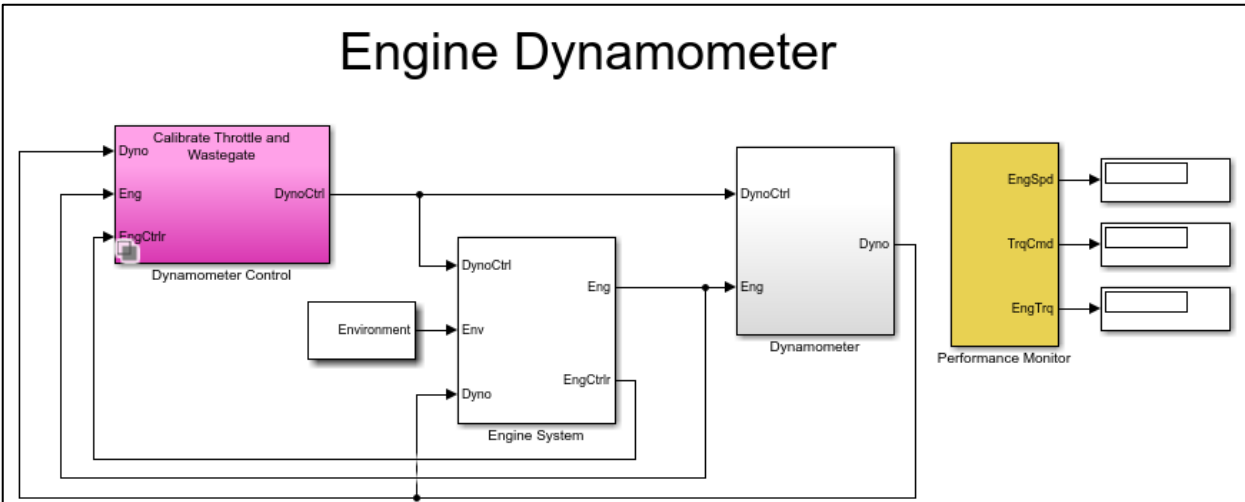 Engine Dynamometer
Calibrate Throttle and
Wastegate
Dyno
Eng
EngCtrlr
DynoCtrl
Dynamometer Control
Environment
DynoCtrl
Env
Dyno
Eng
EngCtrlr
Engine System
DynoCtrl
Eng
Dyno
Dynamometer
EngSpd
TrqCmd
EngTrq
Performance Monitor